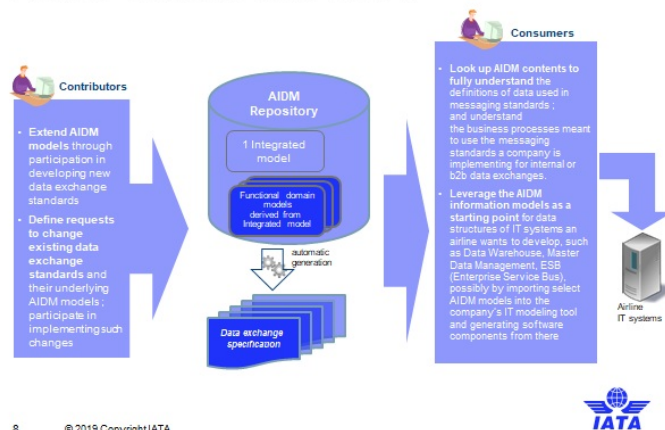 Contributors
• Extend AIDM
models through
participation in
developing new
data exchange
standards
• Define requests
to change
existing data
exchange
standards and
their underlying
AIDM models;
participate in
implementing such
changes
AIDM
Repository
1 Integrated
model
Functional domain
models
derived from
Integrated model
automatic
generation
Data exchange
specification
Consumers
• Look up AIDM contents to
fully understand the
definitions of data used in
messaging standards;
and understand
the business processes meant
to use the messaging
standards a company is
implementing for internal or
b2b data exchanges.
• Leverage the AIDM
information models as a
starting point for data
structures of IT systems an
airline wants to develop, such
as Data Warehouse, Master
Data Management, ESB
(Enterprise Service Bus),
possibly by importing select
AIDM models into the
company's IT modeling tool
and generating software
components from there
Airline
IT systems
8 © 2019 Copyright IATA
IATA